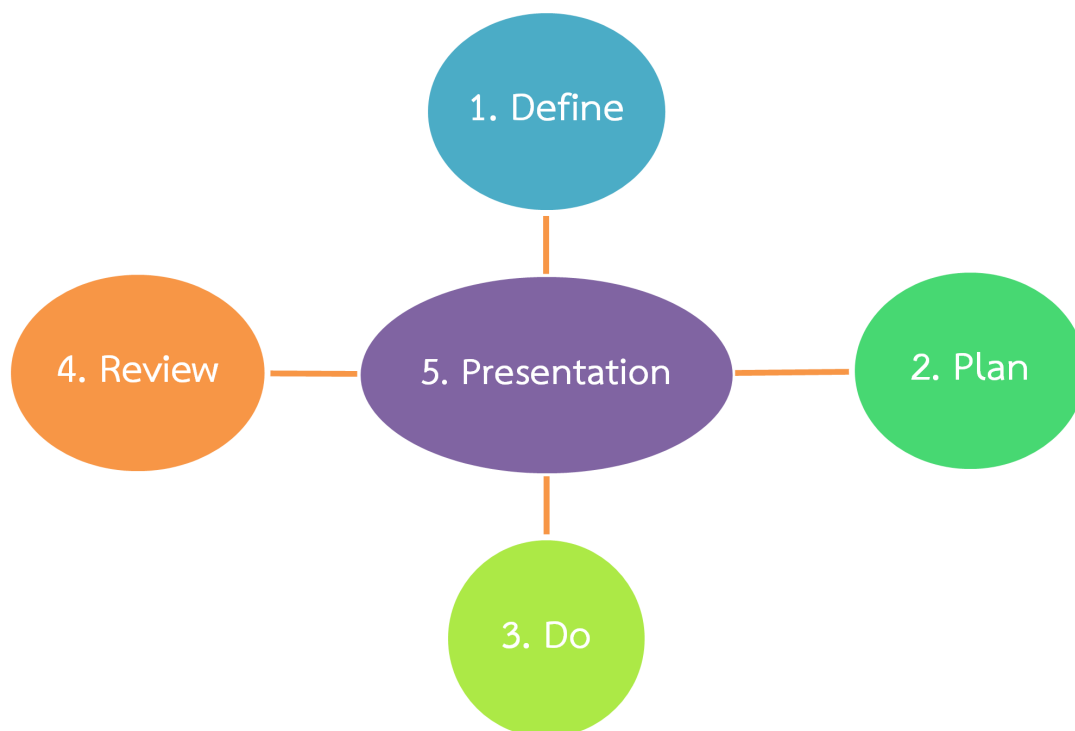 1. Define
4. Review
5. Presentation
2. Plan
3. Do